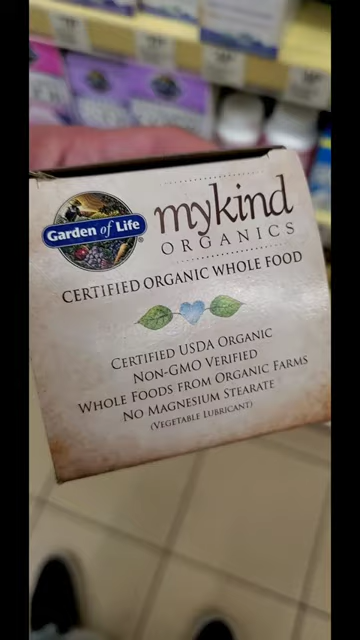 Garden of Life®
mykind
ORGANICS
CERTIFIED ORGANIC WHOLE FOOD
CERTIFIED USDA ORGANIC
NON-GMO VERIFIED
WHOLE FOODS FROM ORGANIC FARMS
NO MAGNESIUM STEARATE
(VEGETABLE LUBRICANT)